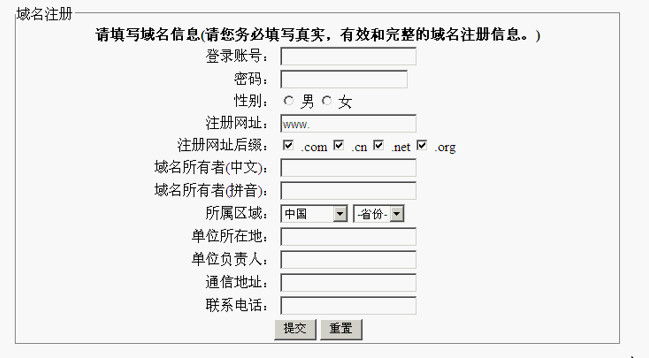 域名注册
请填写域名信息(请您务必填写真实，有效和完整的域名注册信息。)
登录账号：
密码：
性别： 男 女
注册网址： www.
注册网址后缀： .com .cn .net .org
域名所有者(中文)：
域名所有者(拼音)：
所属区域： 中国 -省份-
单位所在地：
单位负责人：
通信地址：
联系电话：
提交 重置